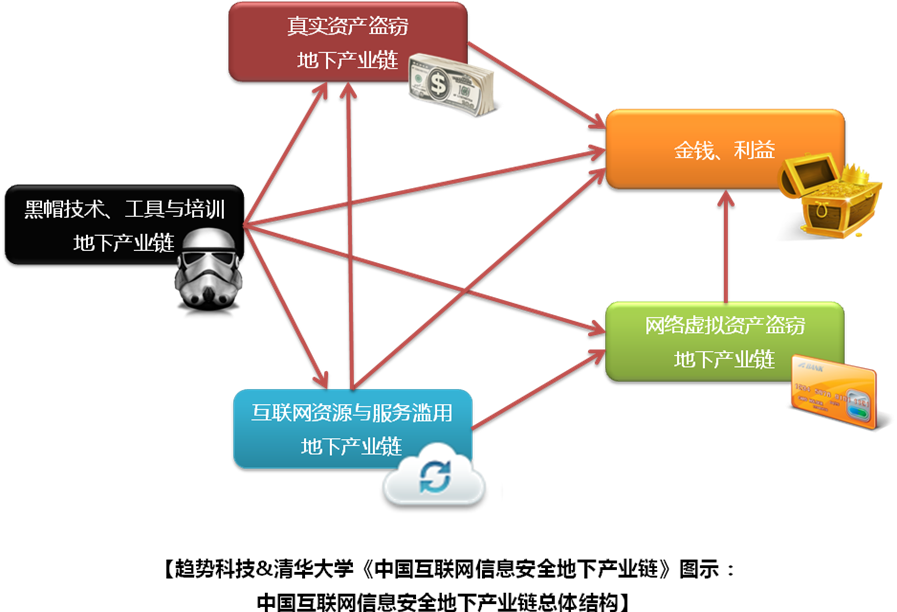 真实资产盗窃
地下产业链
金钱、利益
黑帽技术、工具与培训
地下产业链
网络虚拟资产盗窃
地下产业链
互联网资源与服务滥用
地下产业链
【趋势科技&清华大学《中国互联网信息安全地下产业链》图示：
中国互联网信息安全地下产业链总体结构】